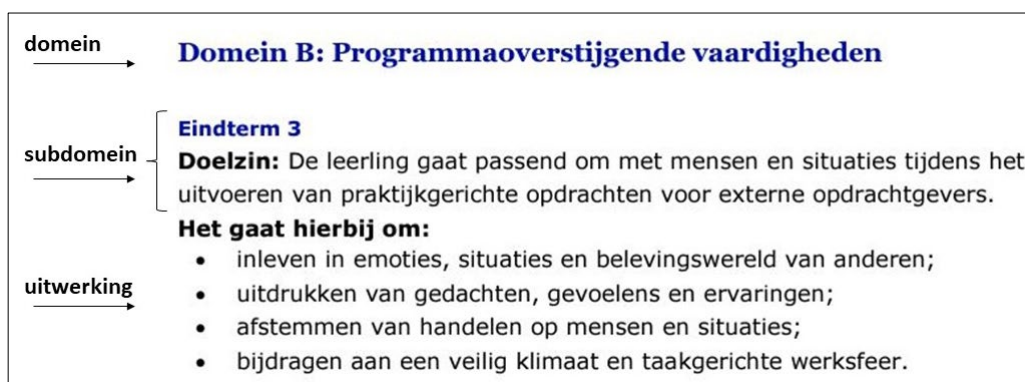 domein
Domein B: Programmaoverstijgende vaardigheden
Eindterm 3
subdomein
Doelzin: De leerling gaat passend om met mensen en situaties tijdens het
uitvoeren van praktijkgerichte opdrachten voor externe opdrachtgevers.
Het gaat hierbij om:
• inleven in emoties, situaties en belevingswereld van anderen;
uitwerking
• uitdrukken van gedachten, gevoelens en ervaringen;
• afstemmen van handelen op mensen en situaties;
• bijdragen aan een veilig klimaat en taakgerichte werksfeer.